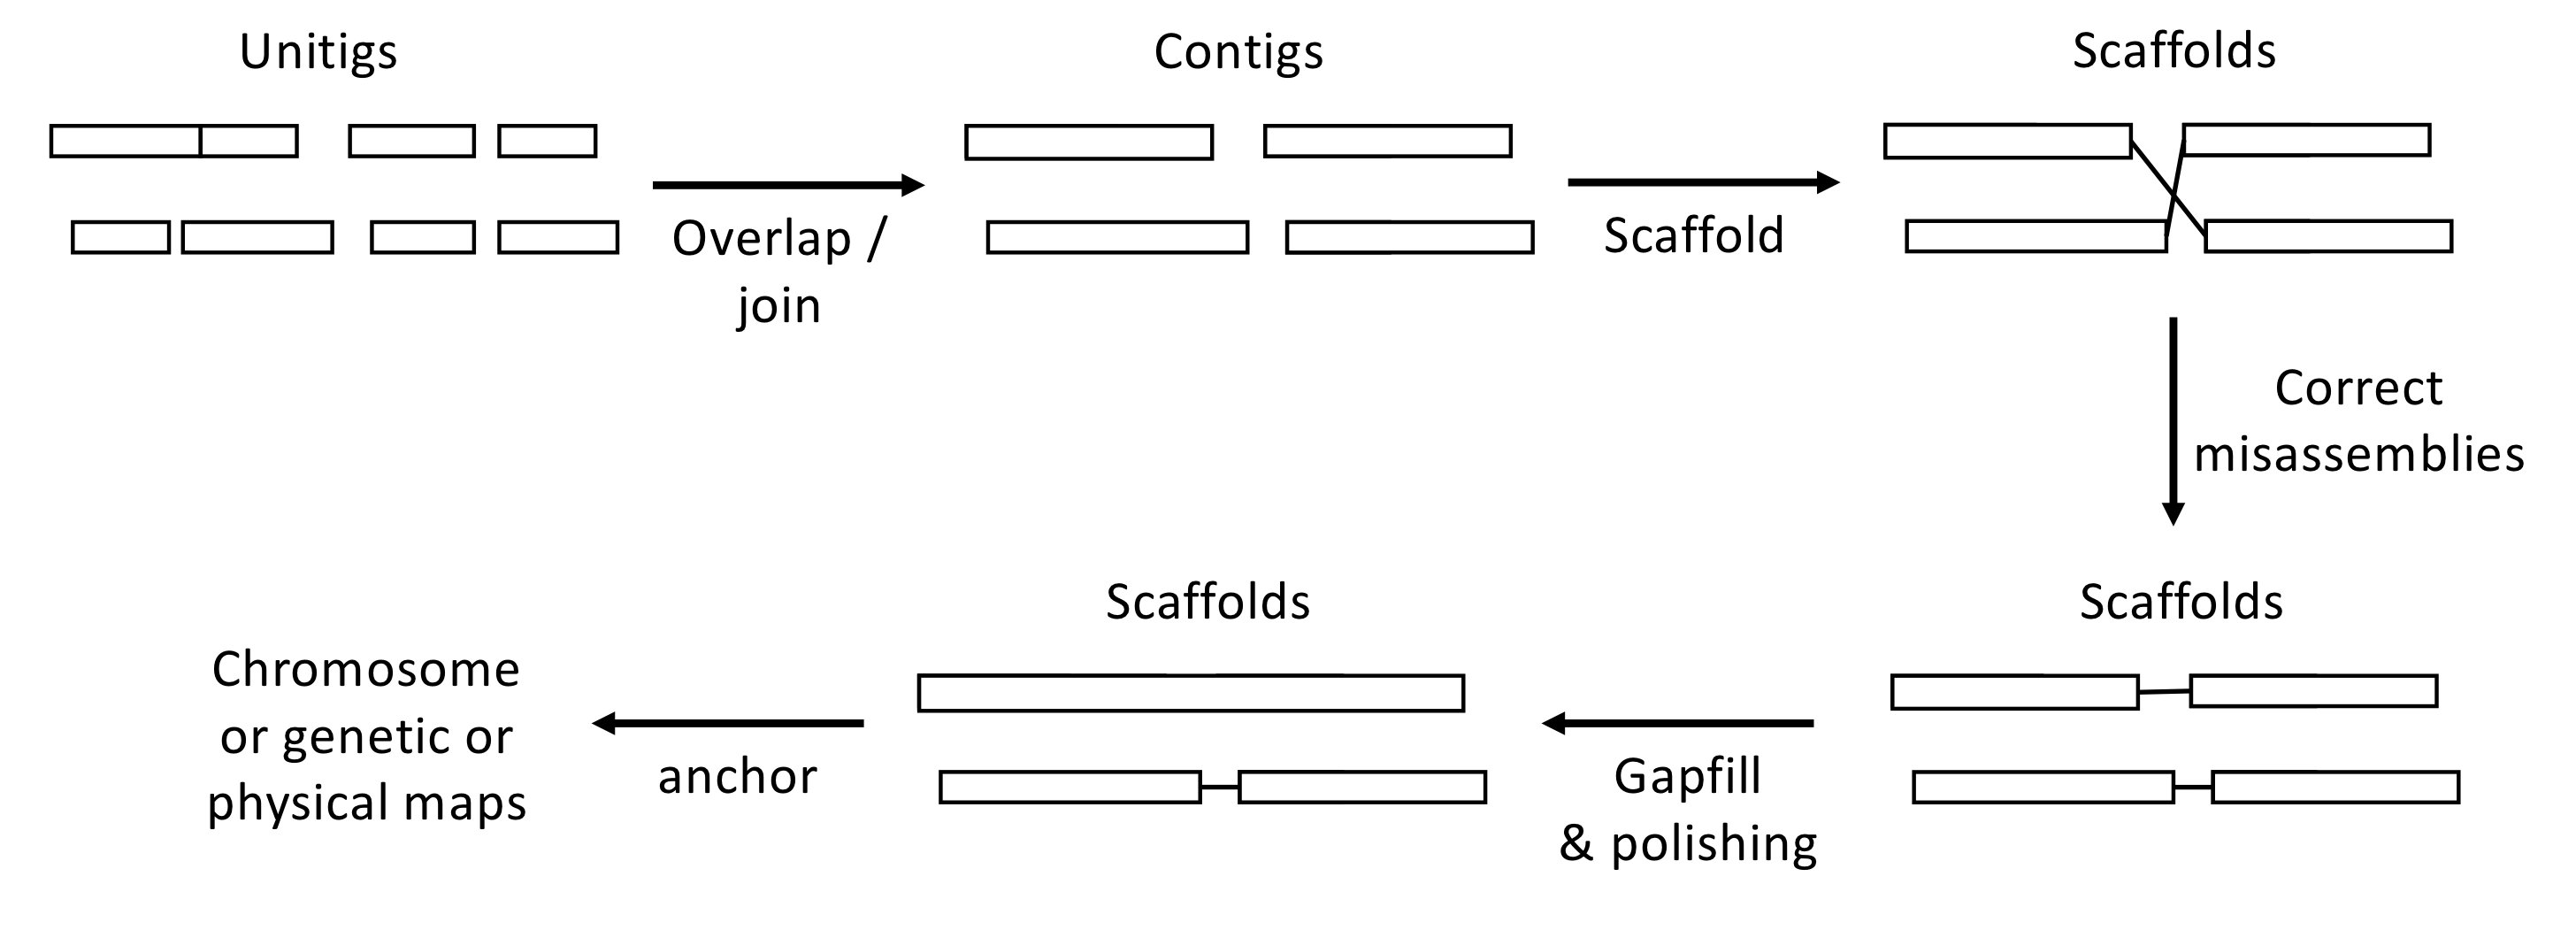 Unitigs
Contigs
Scaffolds
Overlap /
join
Scaffold
Correct
misassemblies
Scaffolds
Gapfill
& polishing
Scaffolds
anchor
Chromosome
or genetic or
physical maps